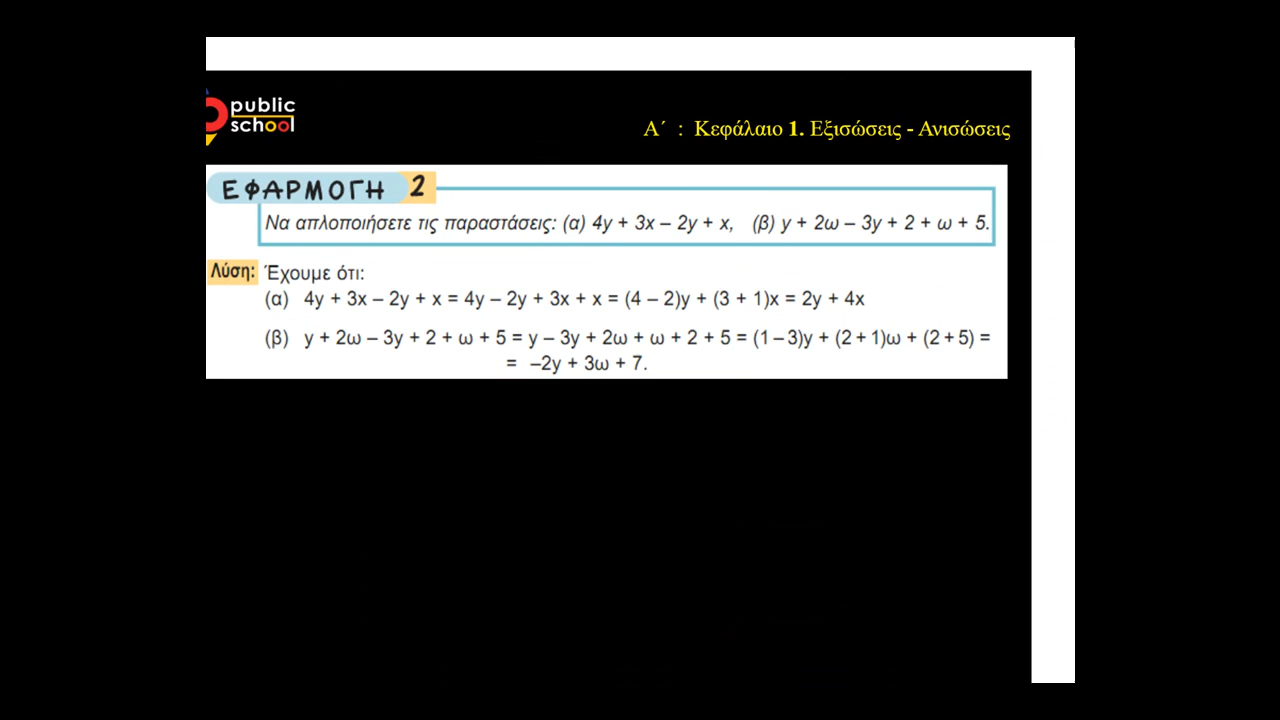 public
school
Α΄ : Κεφάλαιο 1. Εξισώσεις - Ανισώσεις
ΕΦΑΡΜΟΓΗ 2
Να απλοποιήσετε τις παραστάσεις: (α) 4y + 3x – 2y + x, (β) y + 2ω – 3y + 2 + ω + 5.
Λύση: Έχουμε ότι:
(α) 4y + 3x – 2y + x = 4y – 2y + 3x + x = (4 – 2)y + (3 + 1)x = 2y + 4x
(β) y + 2ω – 3y + 2 + ω + 5 = y – 3y + 2ω + ω + 2 + 5 = (1 – 3)y + (2 + 1)ω + (2 + 5) =
= –2y + 3ω + 7.